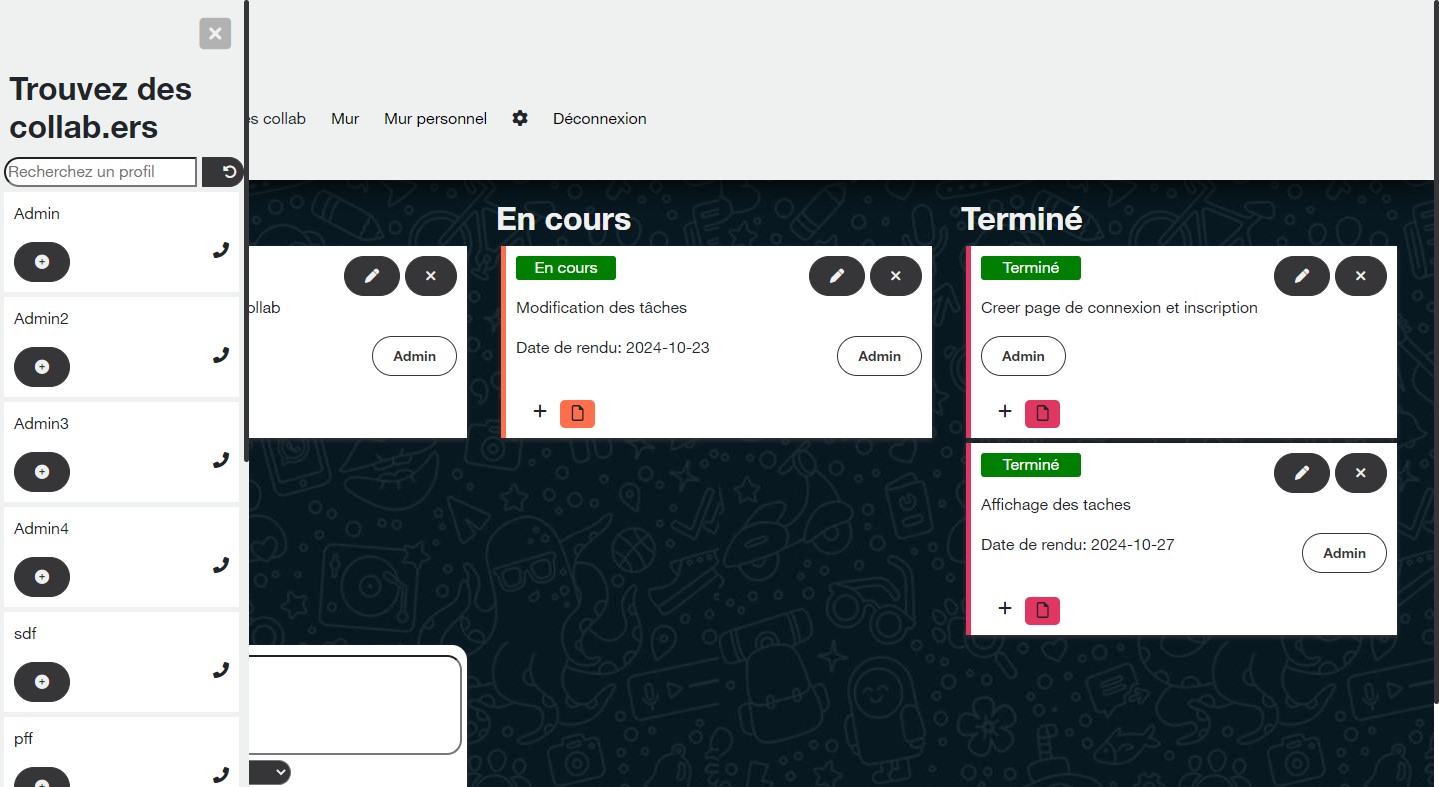 Trouvez des
collab.ers
Recherchez un profil
Admin
Admin2
Admin3
Admin4
sdf
pff
es collab
Mur
Mur personnel
Déconnexion
ollab
Admin
En cours
En cours
Modification des tâches
Date de rendu: 2024-10-23
Admin
Terminé
Terminé
Creer page de connexion et inscription
Admin
Terminé
Affichage des taches
Date de rendu: 2024-10-27
Admin